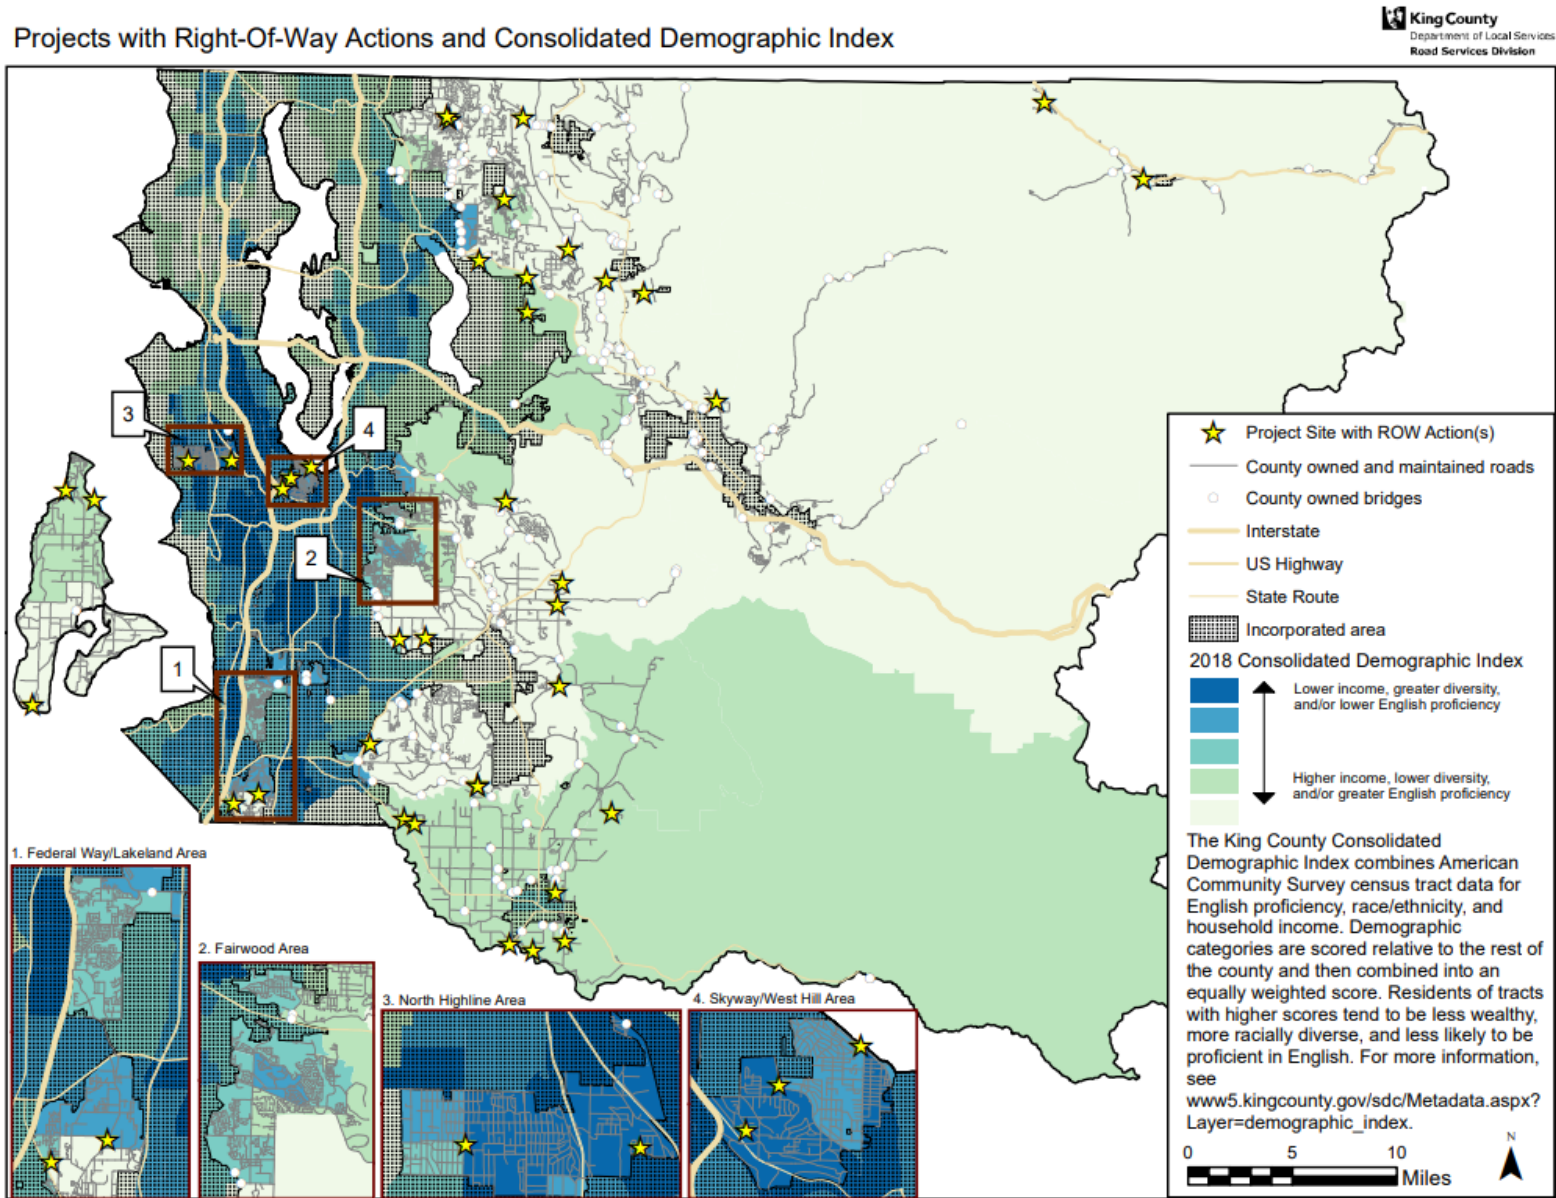 Projects with Right-Of-Way Actions and Consolidated Demographic Index
King County
Department of Local Services
Road Services Division
3
4
2
1
Project Site with ROW Action(s)
County owned and maintained roads
County owned bridges
Interstate
US Highway
State Route
Incorporated area
2018 Consolidated Demographic Index
Lower income, greater diversity,
and/or lower English proficiency
Higher income, lower diversity,
and/or greater English proficiency
The King County Consolidated
Demographic Index combines American
Community Survey census tract data for
English proficiency, race/ethnicity, and
household income. Demographic
categories are scored relative to the rest of
the county and then combined into an
equally weighted score. Residents of tracts
with higher scores tend to be less wealthy,
more racially diverse, and less likely to be
proficient in English. For more information,
see
www5.kingcounty.gov/sdc/Metadata.aspx?
Layer=demographic_index.
0 5 10
Miles
N
1. Federal Way/Lakeland Area
2. Fairwood Area
3. North Highline Area
4. Skyway/West Hill Area